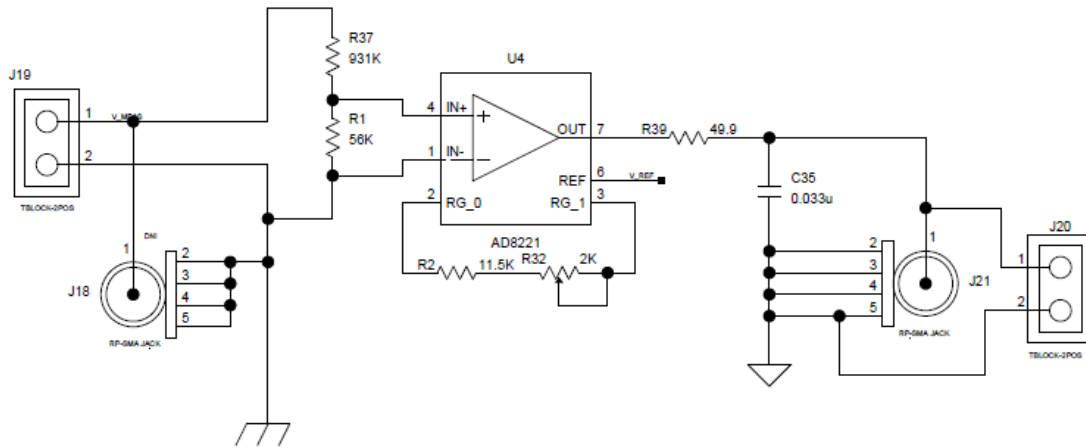 J19
1
V_MEAS
2
TBLOCK-2POS
DNI
1
2
3
4
5
J18
RP-SMA JACK
R37
931K
R1
56K
U4
4 IN+
1 IN-
2 RG_0
OUT 7
REF 6
RG_1 3
V_REF
AD8221
R2 11.5K
R32 2K
R39 49.9
C35
0.033u
2
3
4
5
1
J21
RP-SMA JACK
J20
1
2
TBLOCK-2POS